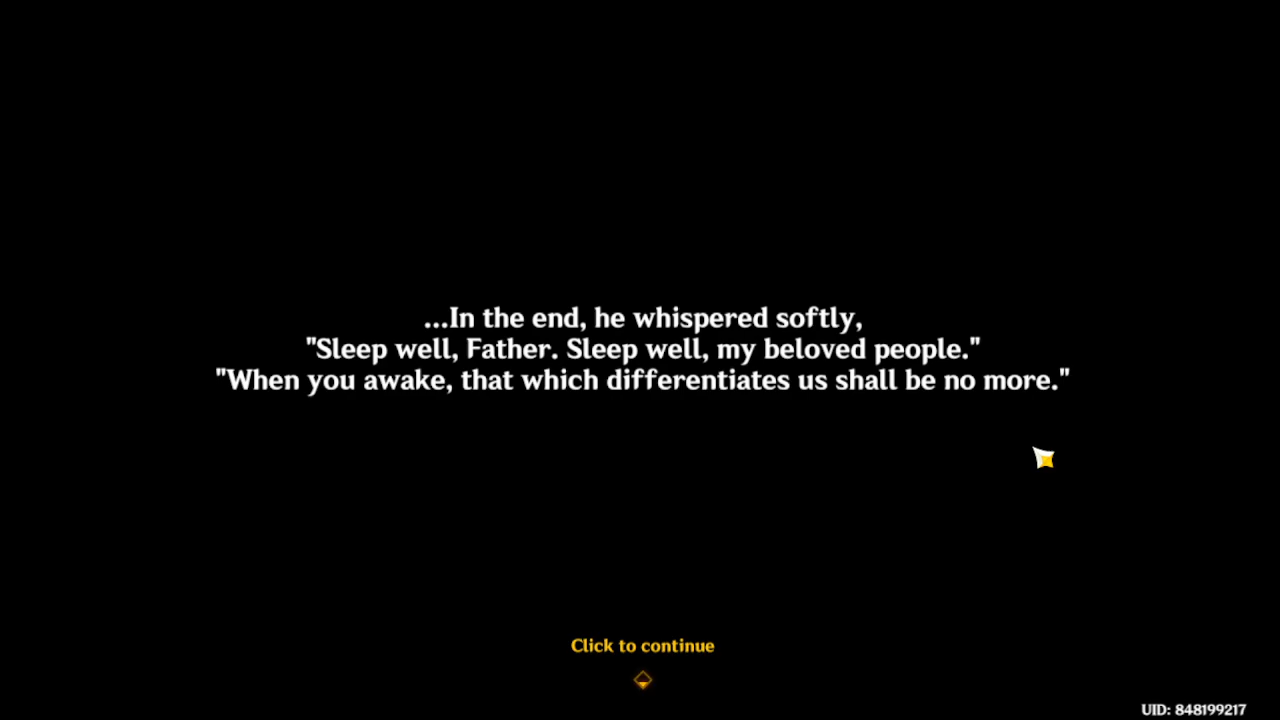 ...In the end, he whispered softly,
"Sleep well, Father. Sleep well, my beloved people."
"When you awake, that which differentiates us shall be no more."
Click to continue
UID: 848199217